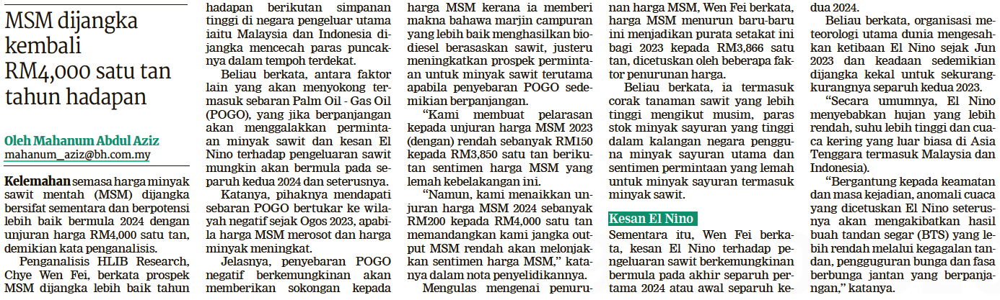 MSM dijangka
kembali
RM4,000 satu tan
tahun hadapan
Oleh Mahanum Abdul Aziz
mahanum_aziz@bh.com.my
Kelemahan semasa harga minyak
sawit mentah (MSM) dijangka
bersifat sementara dan berpotensi
lebih baik bermula 2024 dengan
unjuran harga RM4,000 satu tan,
demikian kata penganalisis.
Penganalisis HLIB Research,
Chye Wen Fei, berkata prospek
MSM dijangka lebih baik tahun
hadapan berikutan simpanan
tinggi di negara pengeluar utama
iaitu Malaysia dan Indonesia di-
jangka mencecah paras puncak-
nya dalam tempoh terdekat.
Beliau berkata, antara faktor
lain yang akan menyokong ter-
masuk sebaran Palm Oil - Gas Oil
(POGO), yang jika berpanjangan
akan menggalakkan perminta-
an minyak sawit dan kesan El
Nino terhadap pengeluaran sawit
mungkin akan bermula pada se-
paruh kedua 2024 dan seterusnya.
Katanya, pihaknya mendapati
sebaran POGO bertukar ke wila-
yah negatif sejak Ogos 2023, apabi-
la harga MSM merosot dan harga
minyak meningkat.
Jelasnya, penyebaran POGO
negatif berkemungkinan akan
memberikan sokongan kepada
harga MSM kerana ia memberi
makna bahawa marjin campuran
yang lebih baik menghasilkan bio-
diesel berasaskan sawit, justeru
meningkatkan prospek perminta-
an untuk minyak sawit terutama
apabila penyebaran POGO sede-
mikian berpanjangan.
“Kami membuat pelarasan
kepada unjuran harga MSM 2023
(dengan) rendah sebanyak RM150
kepada RM3,850 satu tan beriku-
tan sentimen harga MSM yang
lemah kebelakangan ini.
“Namun, kami menaikkan un-
juran harga MSM 2024 sebanyak
RM200 kepada RM4,000 satu tan
memandangkan kami jangka out-
put MSM rendah akan melonjak-
kan sentimen harga MSM,” kata-
nya dalam nota penyelidikannya.
Mengulas mengenai penuru-
nan harga MSM, Wen Fei berkata,
harga MSM menurun baru-baru
ini menjadikan purata setakat ini
bagi 2023 kepada RM3,866 satu
tan, dicetuskan oleh beberapa fak-
tor penurunan harga.
Beliau berkata, ia termasuk
corak tanaman sawit yang lebih
tinggi mengikut musim, paras
stok minyak sayuran yang tinggi
dalam kalangan negara penggu-
na minyak sayuran utama dan
sentimen permintaan yang lemah
untuk minyak sayuran termasuk
minyak sawit.
Kesan El Nino
Sementara itu, Wen Fei berka-
ta, kesan El Nino terhadap pe-
ngeluaran sawit berkemungkinan
bermula pada akhir separuh per-
tama 2024 atau awal separuh ke-
dua 2024.
Beliau berkata, organisasi me-
teorologi utama dunia mengesah-
kan ketibaan El Nino sejak Jun
2023 dan keadaan sedemikian
dijangka kekal untuk sekurang-
kurangnya separuh kedua 2023.
“Secara umumnya, El Nino
menyebabkan hujan yang lebih
rendah, suhu lebih tinggi dan cua-
ca kering yang luar biasa di Asia
Tenggara termasuk Malaysia dan
Indonesia).
“Bergantung kepada keamatan
dan masa kejadian, anomali cuaca
yang dicetuskan El Nino seterus-
nya akan mengakibatkan hasil
buah tandan segar (BTS) yang le-
bih rendah melalui kegagalan tan-
dan, pengguguran bunga dan fasa
berbunga jantan yang berpanja-
ngan,” katanya.